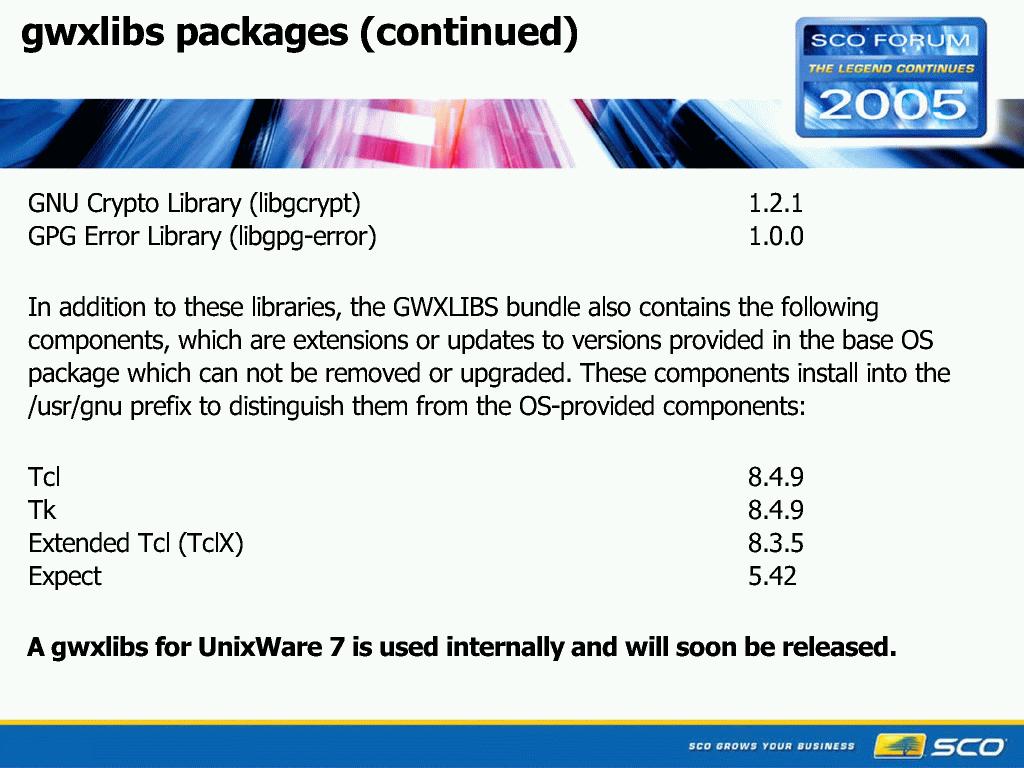 gwxlibs packages (continued)
SCO FORUM
THE LEGEND CONTINUES
2005
GNU Crypto Library (libgcrypt) 1.2.1
GPG Error Library (libgpg-error) 1.0.0
In addition to these libraries, the GWXLIBS bundle also contains the following
components, which are extensions or updates to versions provided in the base OS
package which can not be removed or upgraded. These components install into the
/usr/gnu prefix to distinguish them from the OS-provided components:
Tcl 8.4.9
Tk 8.4.9
Extended Tcl (TclX) 8.3.5
Expect 5.42
A gwxlibs for UnixWare 7 is used internally and will soon be released.
SCO GROWS YOUR BUSINESS
SCO